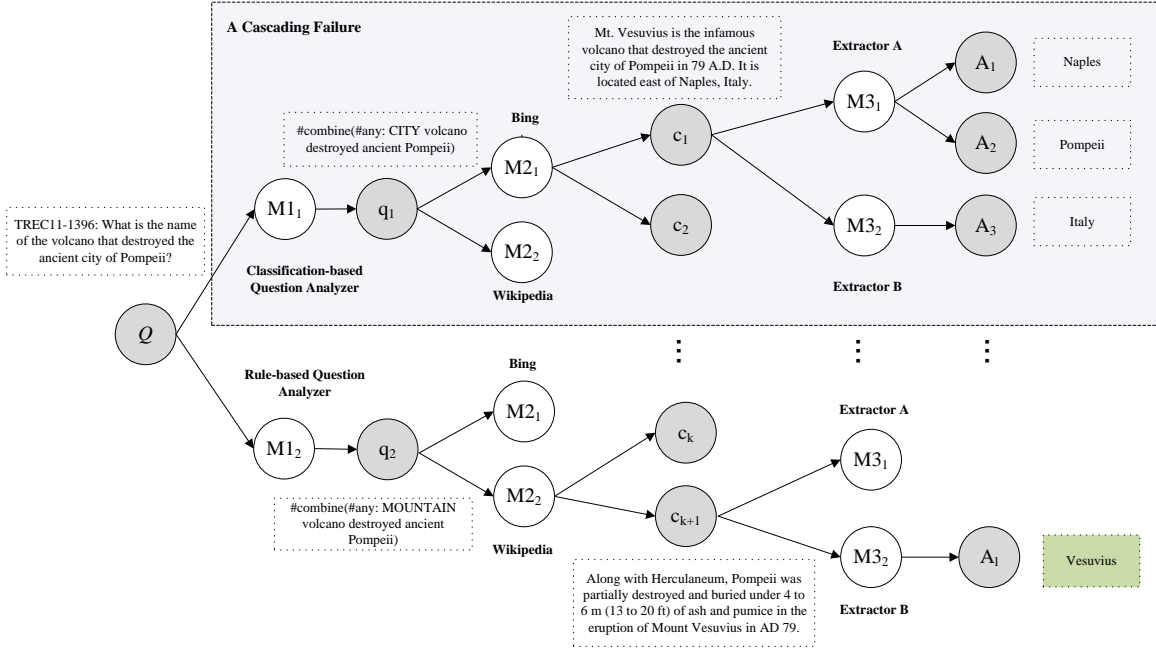 A Cascading Failure
Mt. Vesuvius is the infamous
volcano that destroyed the ancient
city of Pompeii in 79 A.D. It is
located east of Naples, Italy.
Extractor A
A1
Naples
M31
#combine(#any: CITY volcano
destroyed ancient Pompeii)
Bing
c1
A2
Pompeii
M21
TREC11-1396: What is the name
of the volcano that destroyed the
ancient city of Pompeii?
M11
q1
c2
M32
A3
Italy
M22
Classification-based
Question Analyzer
Wikipedia
Extractor B
Q
Rule-based Question
Analyzer
Bing
M21
Extractor A
ck
M31
M12
q2
M22
#combine(#any: MOUNTAIN
volcano destroyed ancient
Pompeii)
ck+1
Wikipedia
M32
Al
Vesuvius
Along with Herculaneum, Pompeii was
partially destroyed and buried under 4 to
6 m (13 to 20 ft) of ash and pumice in the
eruption of Mount Vesuvius in AD 79.
Extractor B